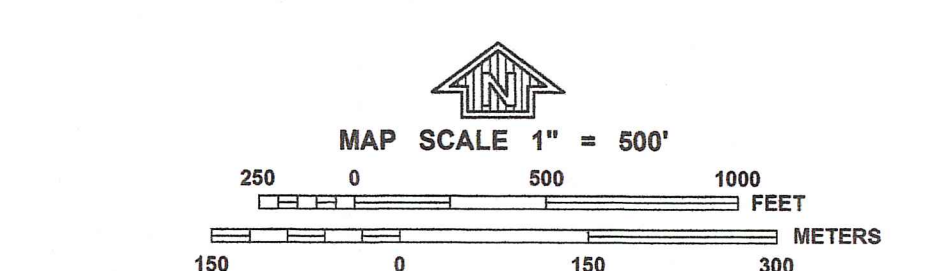 N
MAP SCALE 1" = 500'
250 0 500 1000
FEET
METERS
150 0 150 300